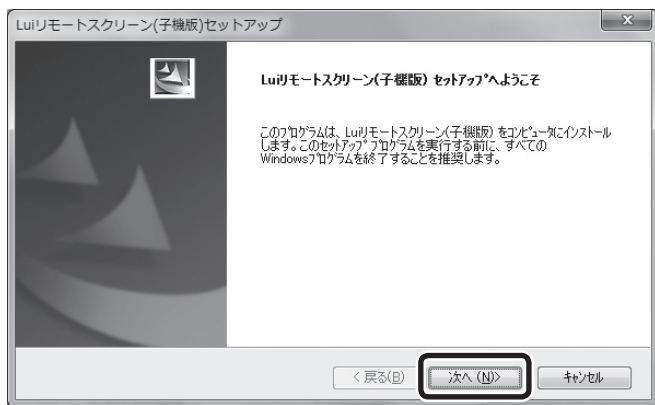 Luiリモートスクリーン(子機版)セットアップ
Luiリモートスクリーン(子機版) セットアップへようこそ
このプログラムは、Luiリモートスクリーン(子機版) をコンピュータにインストール
します。このセットアップ プログラムを実行する前に、すべての
Windowsプログラムを終了することを推奨します。
< 戻る(B)
次へ (N)>
キャンセル